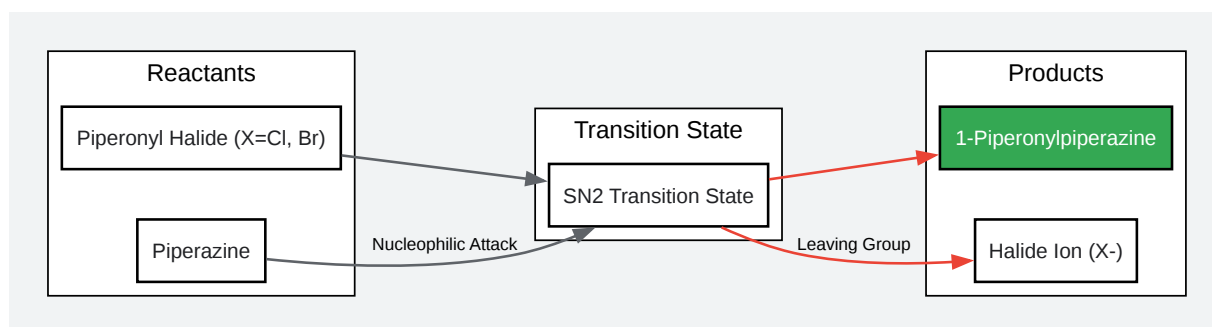 Reactants
Piperonyl Halide (X=Cl, Br)
Piperazine
Nucleophilic Attack
Transition State
SN2 Transition State
Leaving Group
Products
1-Piperonylpiperazine
Halide Ion (X-)